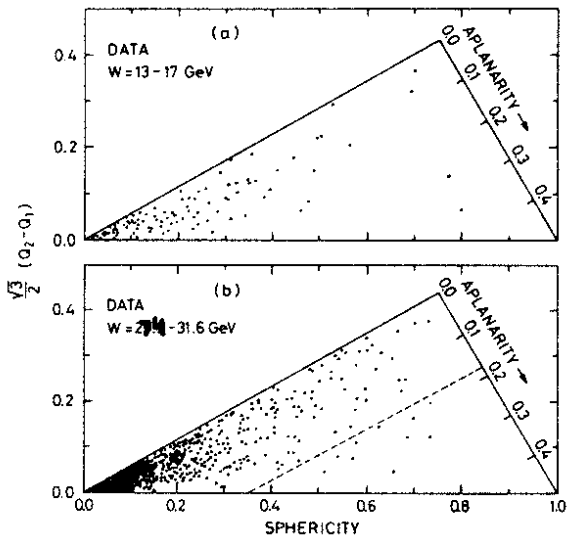 (a)
DATA
W = 13 - 17 GeV
0.4
0.2
0.0
0.0
0.1
0.2
0.3
0.4
APLANARITY →
√3/2 (Q₂-Q₁)
(b)
DATA
- 31.6 GeV
0.4
0.2
0.0
0.0
0.1
0.2
0.3
0.4
APLANARITY →
0.0 0.2 0.4 0.6 0.8 1.0
SPHERICITY